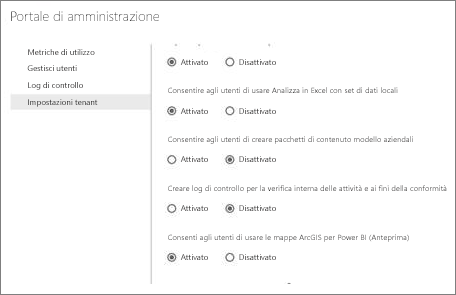 Portale di amministrazione
Metriche di utilizzo
Gestisci utenti
Log di controllo
Impostazioni tenant
Attivato Disattivato
Consentire agli utenti di usare Analizza in Excel con set di dati locali
Attivato Disattivato
Consentire agli utenti di creare pacchetti di contenuto modello aziendali
Attivato Disattivato
Creare log di controllo per la verifica interna delle attività e ai fini della conformità
Attivato Disattivato
Consenti agli utenti di usare le mappe ArcGIS per Power BI (Anteprima)
Attivato Disattivato